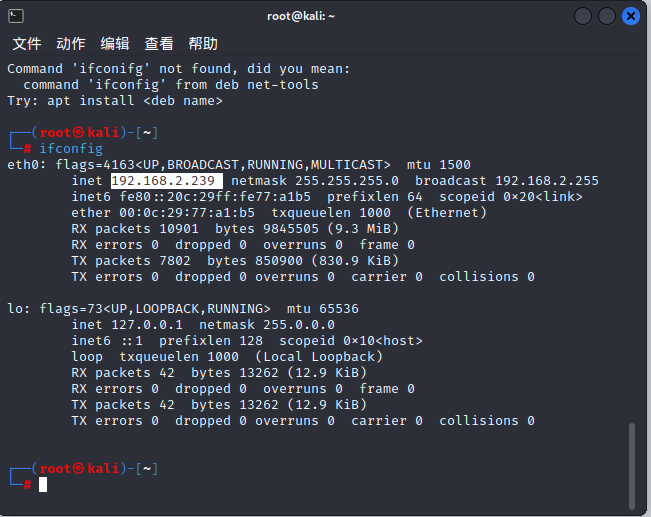 root@kali: ~
文件 动作 编辑 查看 帮助
Command 'ifconifg' not found, did you mean:
  command 'ifconfig' from deb net-tools
Try: apt install <deb name>
┌──(root㉿kali)-[~]
└─# ifconfig
eth0: flags=4163<UP,BROADCAST,RUNNING,MULTICAST>  mtu 1500
        inet 192.168.2.239  netmask 255.255.255.0  broadcast 192.168.2.255
        inet6 fe80::20c:29ff:fe77:a1b5  prefixlen 64  scopeid 0×20<link>
        ether 00:0c:29:77:a1:b5  txqueuelen 1000  (Ethernet)
        RX packets 10901  bytes 9845505 (9.3 MiB)
        RX errors 0  dropped 0  overruns 0  frame 0
        TX packets 7802  bytes 850900 (830.9 KiB)
        TX errors 0  dropped 0 overruns 0  carrier 0  collisions 0
lo: flags=73<UP,LOOPBACK,RUNNING>  mtu 65536
        inet 127.0.0.1  netmask 255.0.0.0
        inet6 ::1  prefixlen 128  scopeid 0×10<host>
        loop  txqueuelen 1000  (Local Loopback)
        RX packets 42  bytes 13262 (12.9 KiB)
        RX errors 0  dropped 0  overruns 0  frame 0
        TX packets 42  bytes 13262 (12.9 KiB)
        TX errors 0  dropped 0 overruns 0  carrier 0  collisions 0
┌──(root㉿kali)-[~]
└─#